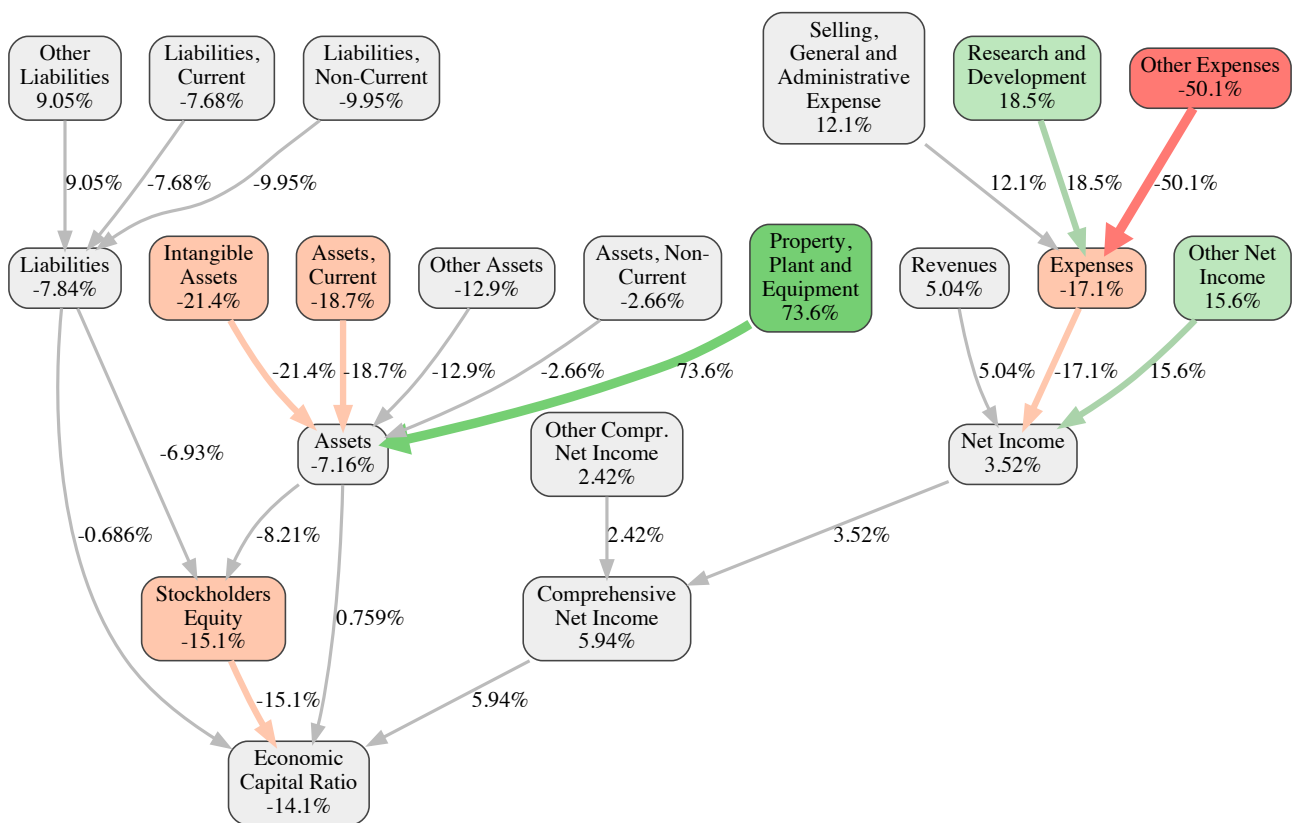 Other
Liabilities
9.05%
Liabilities,
Current
-7.68%
Liabilities,
Non-Current
-9.95%
Selling,
General and
Administrative
Expense
12.1%
Research and
Development
18.5%
Other Expenses
-50.1%
9.05%
-7.68%
-9.95%
12.1%
18.5%
-50.1%
Liabilities
-7.84%
Intangible
Assets
-21.4%
Assets,
Current
-18.7%
Other Assets
-12.9%
Assets, Non-
Current
-2.66%
Property,
Plant and
Equipment
73.6%
Revenues
5.04%
Expenses
-17.1%
Other Net
Income
15.6%
-21.4%
-18.7%
-12.9%
-2.66%
73.6%
5.04%
-17.1%
15.6%
-6.93%
Assets
-7.16%
Other Compr.
Net Income
2.42%
Net Income
3.52%
-0.686%
-8.21%
2.42%
3.52%
Stockholders
Equity
-15.1%
0.759%
Comprehensive
Net Income
5.94%
-15.1%
5.94%
Economic
Capital Ratio
-14.1%